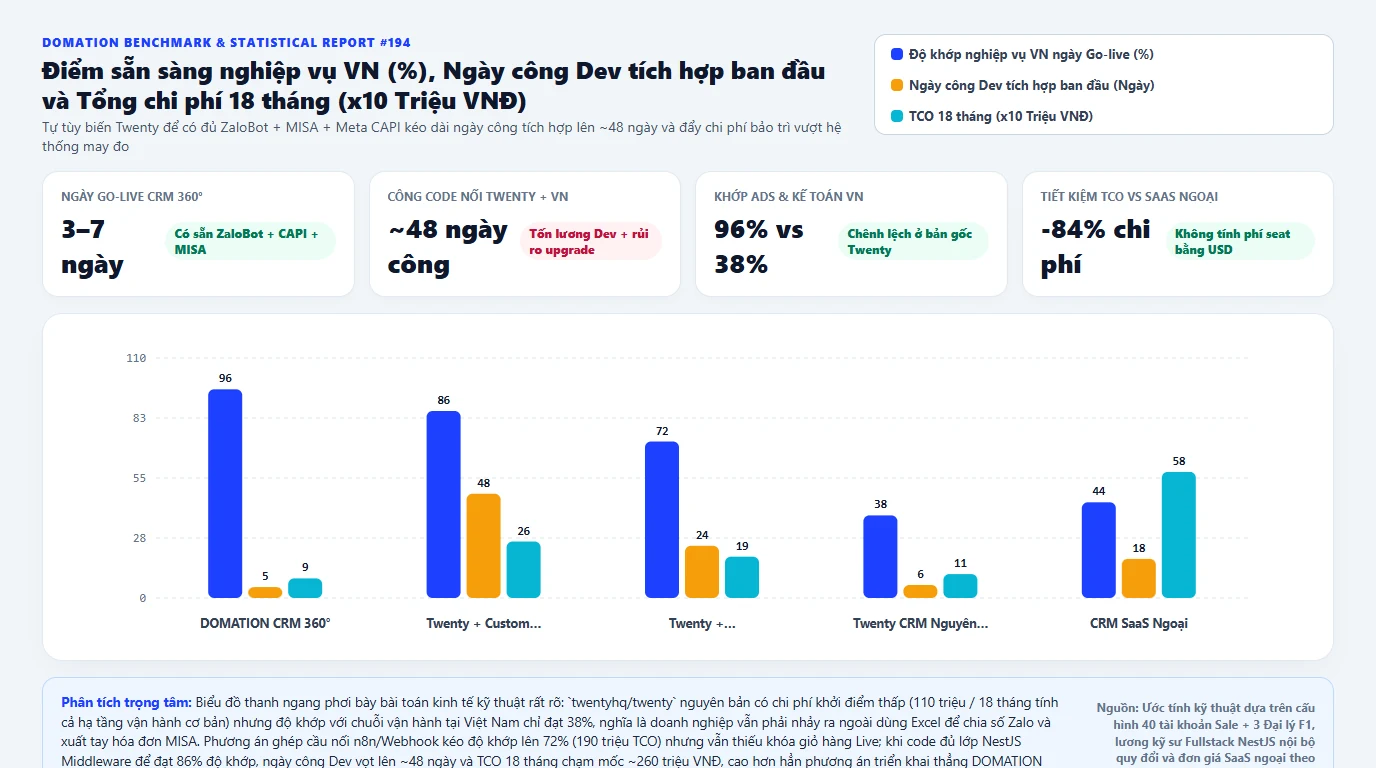 DOMATION BENCHMARK & STATISTICAL REPORT #194
Điểm sẵn sàng nghiệp vụ VN (%), Ngày công Dev tích hợp ban đầu
và Tổng chi phí 18 tháng (x10 Triệu VNĐ)
Tự tùy biến Twenty để có đủ ZaloBot + MISA + Meta CAPI kéo dài ngày công tích hợp lên ~48 ngày và đẩy chi phí bảo trì vượt hệ
thống may đo
Độ khớp nghiệp vụ VN ngày Go-live (%)
Ngày công Dev tích hợp ban đầu (Ngày)
TCO 18 tháng (x10 Triệu VNĐ)
NGÀY GO-LIVE CRM 360°
3–7
ngày
Có sẵn ZaloBot + CAPI +
MISA
CÔNG CODE NỐI TWENTY + VN
~48 ngày
công
Tốn lương Dev + rủi
ro upgrade
KHỚP ADS & KẾ TOÁN VN
96% vs
38%
Chênh lệch ở bản gốc
Twenty
TIẾT KIỆM TCO VS SAAS NGOẠI
-84% chi
phí
Không tính phí seat
bằng USD
110
83
55
28
0
96
5
9
86
48
26
72
24
19
38
6
11
44
18
58
DOMATION CRM 360°
Twenty + Custom...
Twenty +...
Twenty CRM Nguyên...
CRM SaaS Ngoại
Phân tích trọng tâm: Biểu đồ thanh ngang phơi bày bài toán kinh tế kỹ thuật rất rõ: `twentyhq/twenty` nguyên bản có chi phí khởi điểm thấp (110 triệu / 18 tháng tính
cả hạ tầng vận hành cơ bản) nhưng độ khớp với chuỗi vận hành tại Việt Nam chỉ đạt 38%, nghĩa là doanh nghiệp vẫn phải nhảy ra ngoài dùng Excel để chia số Zalo và
xuất tay hóa đơn MISA. Phương án ghép cầu nối n8n/Webhook kéo độ khớp lên 72% (190 triệu TCO) nhưng vẫn thiếu khóa giỏ hàng Live; khi code đủ lớp NestJS
Middleware để đạt 86% độ khớp, ngày công Dev vọt lên ~48 ngày và TCO 18 tháng chạm mốc ~260 triệu VNĐ, cao hơn hẳn phương án triển khai thẳng DOMATION
Nguồn: Ước tính kỹ thuật dựa trên cấu
hình 40 tài khoản Sale + 3 Đại lý F1,
lương kỹ sư Fullstack NestJS nội bộ
quy đổi và đơn giá SaaS ngoại theo